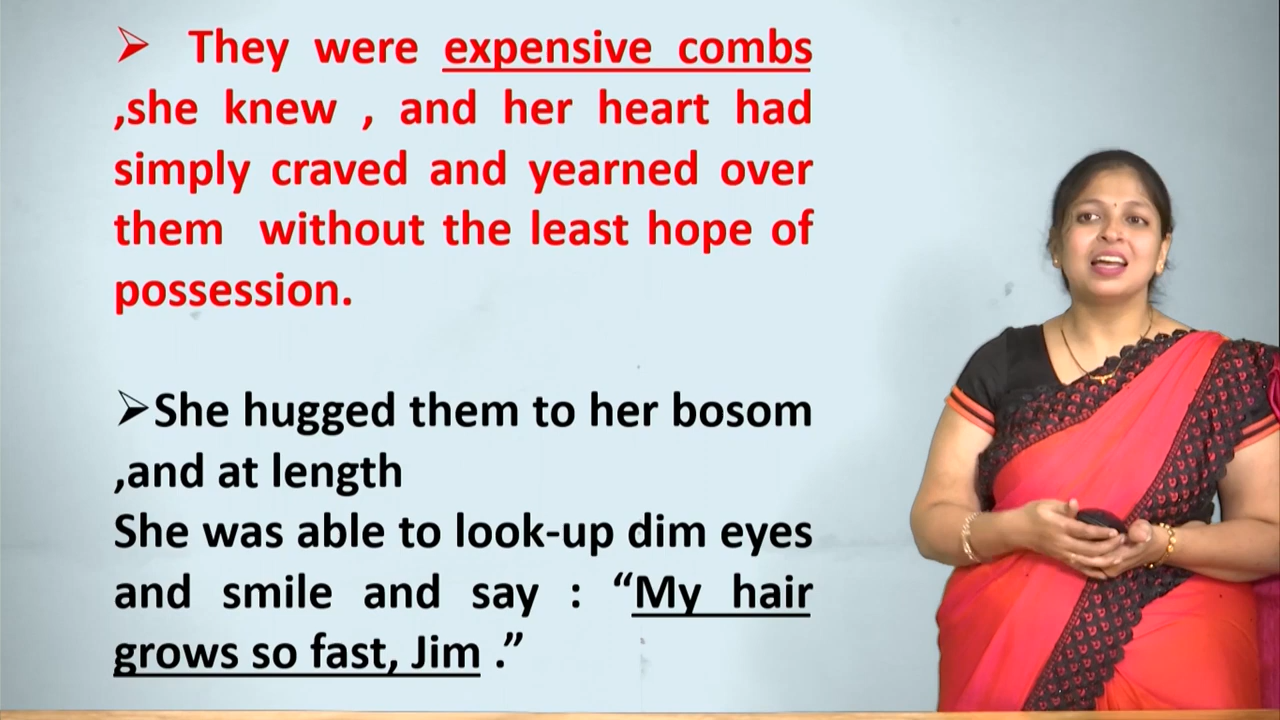 ➢ They were expensive combs
,she knew , and her heart had
simply craved and yearned over
them without the least hope of
possession.
➢She hugged them to her bosom
,and at length
She was able to look-up dim eyes
and smile and say : “My hair
grows so fast, Jim .”